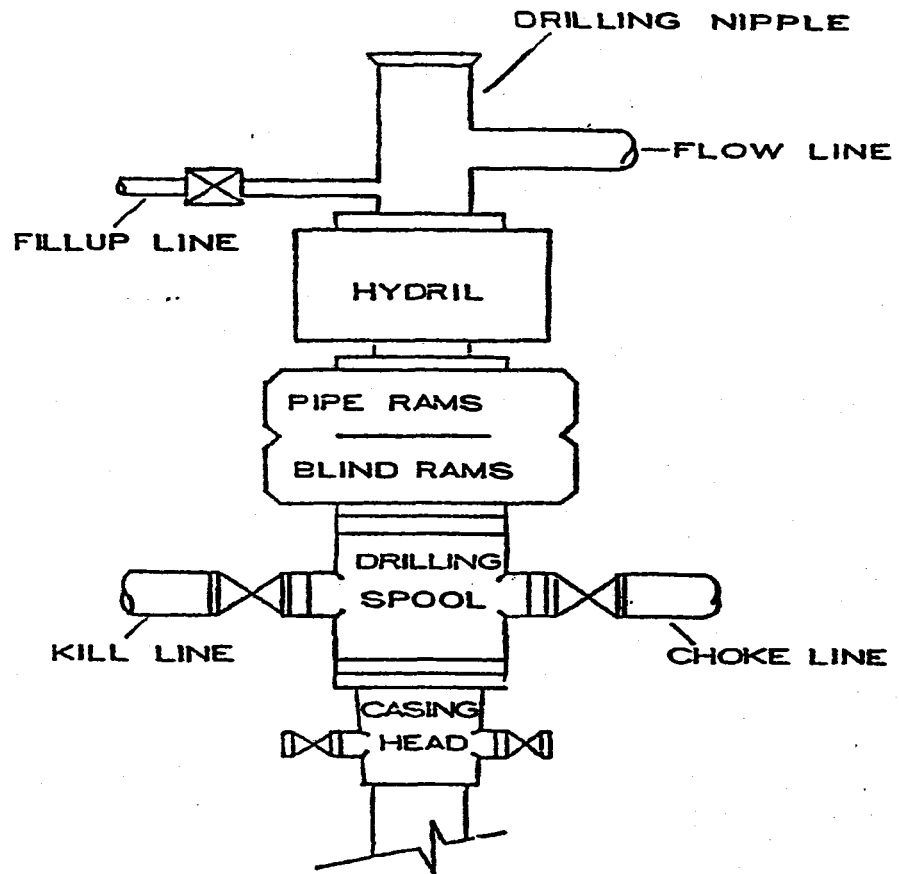 DRILLING NIPPLE
FLOW LINE
FILLUP LINE
HYDRIL
PIPE RAMS
BLIND RAMS
DRILLING
SPOOL
KILL LINE
CHOKE LINE
CASING
HEAD